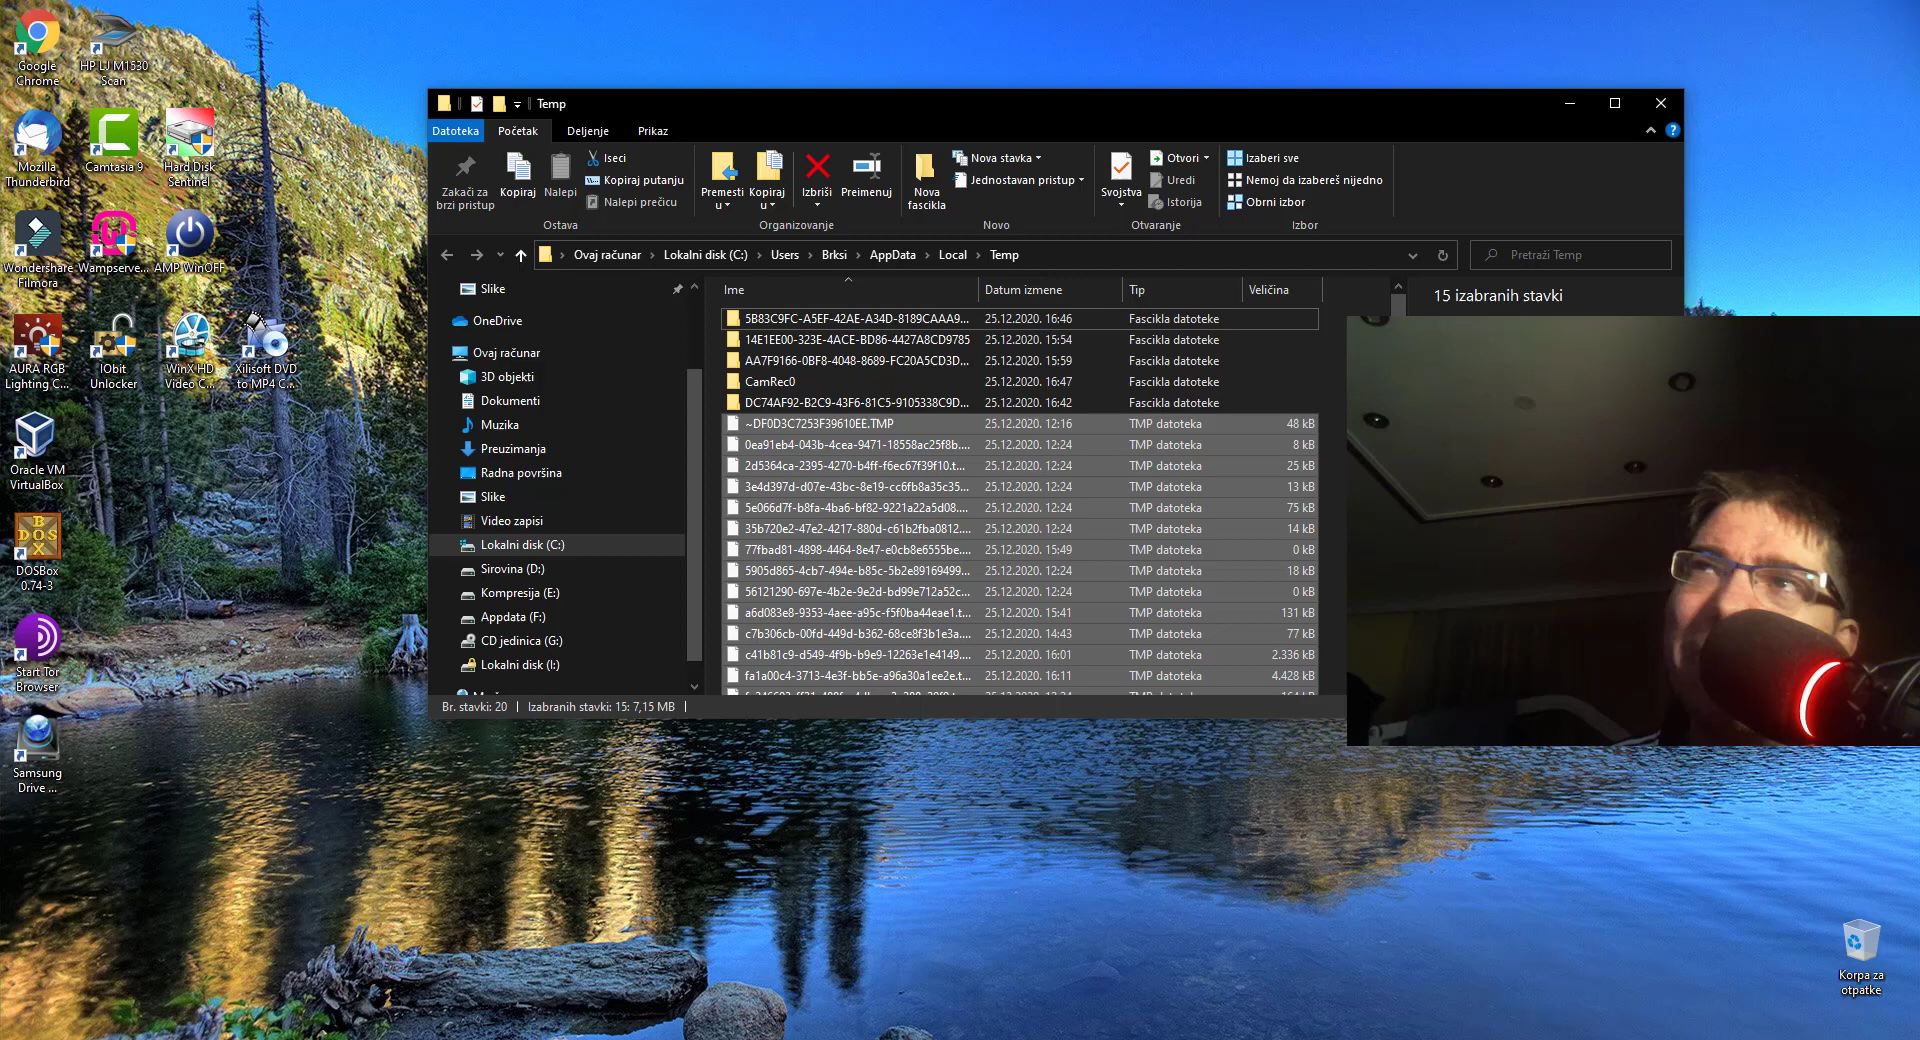 Google
Chrome
HP LJ M1530
Scan
Mozilla
Thunderbird
Camtasia 9
Hard Disk
Sentinel
Wondershare
Filmora
Wampserve...
AMP WinOFF
AURA RGB
Lighting C...
IObit
Unlocker
WinX HD
Video C...
Xilisoft DVD
to MP4 C...
Oracle VM
VirtualBox
BOX
DOS
DOSBox
0.74-3
Start Tor
Browser
Samsung
Drive ...
Temp
Datoteka
Početak
Deljenje
Prikaz
Zakači za
brzi pristup
Kopiraj
Nalepi
Iseci
Kopiraj putanju
Nalepi prečicu
Ostava
Premesti
u
Kopiraj
u
Izbriši
Preimenuj
Organizovanje
Nova
fascikla
Nova stavka
Jednostavan pristup
Novo
Svojstva
Otvori
Uredi
Istorija
Otvaranje
Izaberi sve
Nemoj da izabereš nijedno
Obrni izbor
Izbor
Ovaj računar > Lokalni disk (C:) > Users > Brksi > AppData > Local > Temp
Pretraži Temp
Slike
OneDrive
Ovaj računar
3D objekti
Dokumenti
Muzika
Preuzimanja
Radna površina
Slike
Video zapisi
Lokalni disk (C:)
Sirovina (D:)
Kompresija (E:)
Appdata (F:)
CD jedinica (G:)
Lokalni disk (I:)
Ime Datum izmene Tip Veličina
5B83C9FC-A5EF-42AE-A34D-8189CAAA9... 25.12.2020. 16:46 Fascikla datoteke
14E1EE00-323E-4ACE-BD86-4427A8CD9785 25.12.2020. 15:54 Fascikla datoteke
AA7F9166-0BF8-4048-8689-FC20A5CD3D... 25.12.2020. 15:59 Fascikla datoteke
CamRec0 25.12.2020. 16:47 Fascikla datoteke
DC74AF92-B2C9-43F6-81C5-9105338C9D... 25.12.2020. 16:42 Fascikla datoteke
~DF0D3C7253F39610EE.TMP 25.12.2020. 12:16 TMP datoteka 48 kB
0ea91eb4-043b-4cea-9471-18558ac25f8b.... 25.12.2020. 12:24 TMP datoteka 8 kB
2d5364ca-2395-4270-b4ff-f6ec67f39f10.t... 25.12.2020. 12:24 TMP datoteka 25 kB
3e4d397d-d07e-43bc-8e19-cc6fb8a35c35.... 25.12.2020. 12:24 TMP datoteka 13 kB
5e066d7f-b8fa-4ba6-bf82-9221a22a5d08.... 25.12.2020. 12:24 TMP datoteka 75 kB
35b720e2-47e2-4217-880d-c61b2fba0812.... 25.12.2020. 12:24 TMP datoteka 14 kB
77fbad81-4898-4464-8e47-e0cb8e6555be.... 25.12.2020. 15:49 TMP datoteka 0 kB
5905d865-4cb7-494e-b85c-5b2e89169499.... 25.12.2020. 12:24 TMP datoteka 18 kB
56121290-697e-4b2e-9e2d-bd99e712a52c.... 25.12.2020. 12:24 TMP datoteka 0 kB
a6d083e8-9353-4aee-a95c-f5f0ba44eae1.t... 25.12.2020. 15:41 TMP datoteka 131 kB
c7b306cb-00fd-449d-b362-68ce8f3b1e3a.... 25.12.2020. 14:43 TMP datoteka 77 kB
c41b81c9-d549-4f9b-b9e9-12263e1e4149.... 25.12.2020. 16:01 TMP datoteka 2.336 kB
fa1a00c4-3713-4e3f-bb5e-a96a30a1ee2e.t... 25.12.2020. 16:11 TMP datoteka 4.428 kB
15 izabranih stavki
Br. stavki: 20 Izabranih stavki: 15: 7,15 MB
Korpa za
otpatke